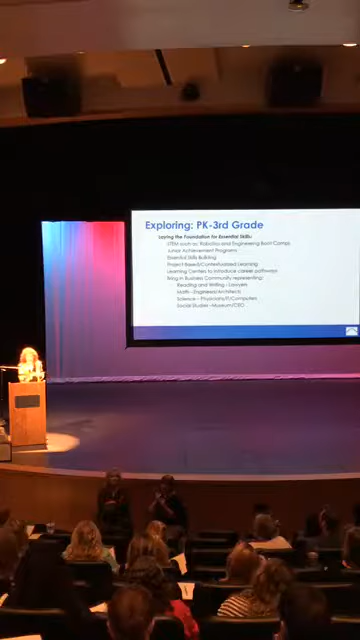 Exploring: PK-3rd Grade
Laying the Foundation for Essential Skills:
STEM such as: Robotics and Engineering Boot Camps
Junior Achievement Programs
Essential Skills Building
Project Based/Contextualized Learning
Learning Centers to introduce career pathways
Bring in Business Community representing:
Reading and Writing - Lawyers
Math - Engineers/Architects
Science - Physicians/IT/Computers
Social Studies - Museum/CEO